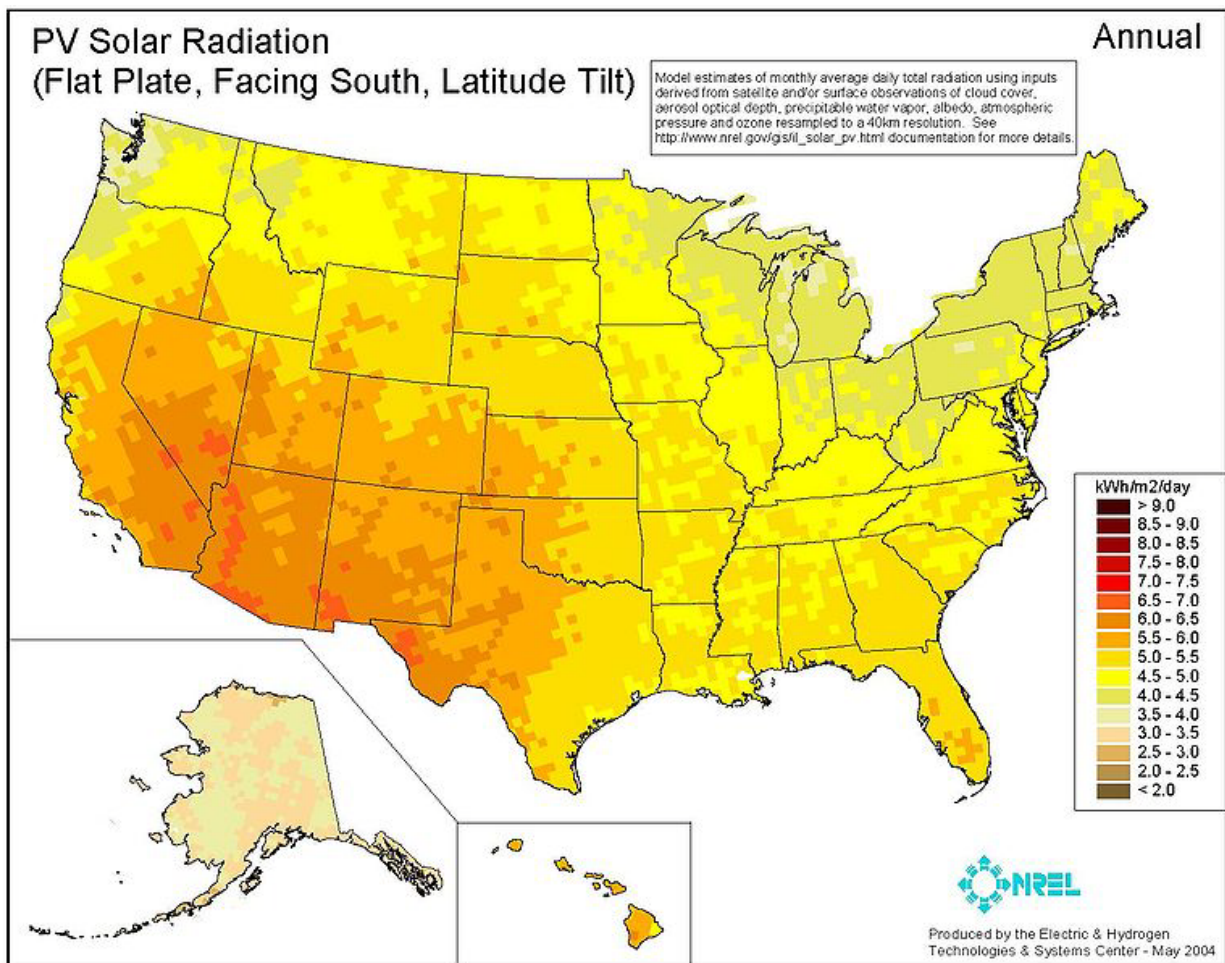 PV Solar Radiation
(Flat Plate, Facing South, Latitude Tilt)
Annual
Model estimates of monthly average daily total radiation using inputs
derived from satellite and/or surface observations of cloud cover,
aerosol optical depth, precipitable water vapor, albedo, atmospheric
pressure and ozone resampled to a 40km resolution. See
http://www.nrel.gov/gis/il_solar_pv.html documentation for more details.
kWh/m2/day
> 9.0
8.5 - 9.0
8.0 - 8.5
7.5 - 8.0
7.0 - 7.5
6.5 - 7.0
6.0 - 6.5
5.5 - 6.0
5.0 - 5.5
4.5 - 5.0
4.0 - 4.5
3.5 - 4.0
3.0 - 3.5
2.5 - 3.0
2.0 - 2.5
< 2.0
NREL
Produced by the Electric & Hydrogen
Technologies & Systems Center - May 2004